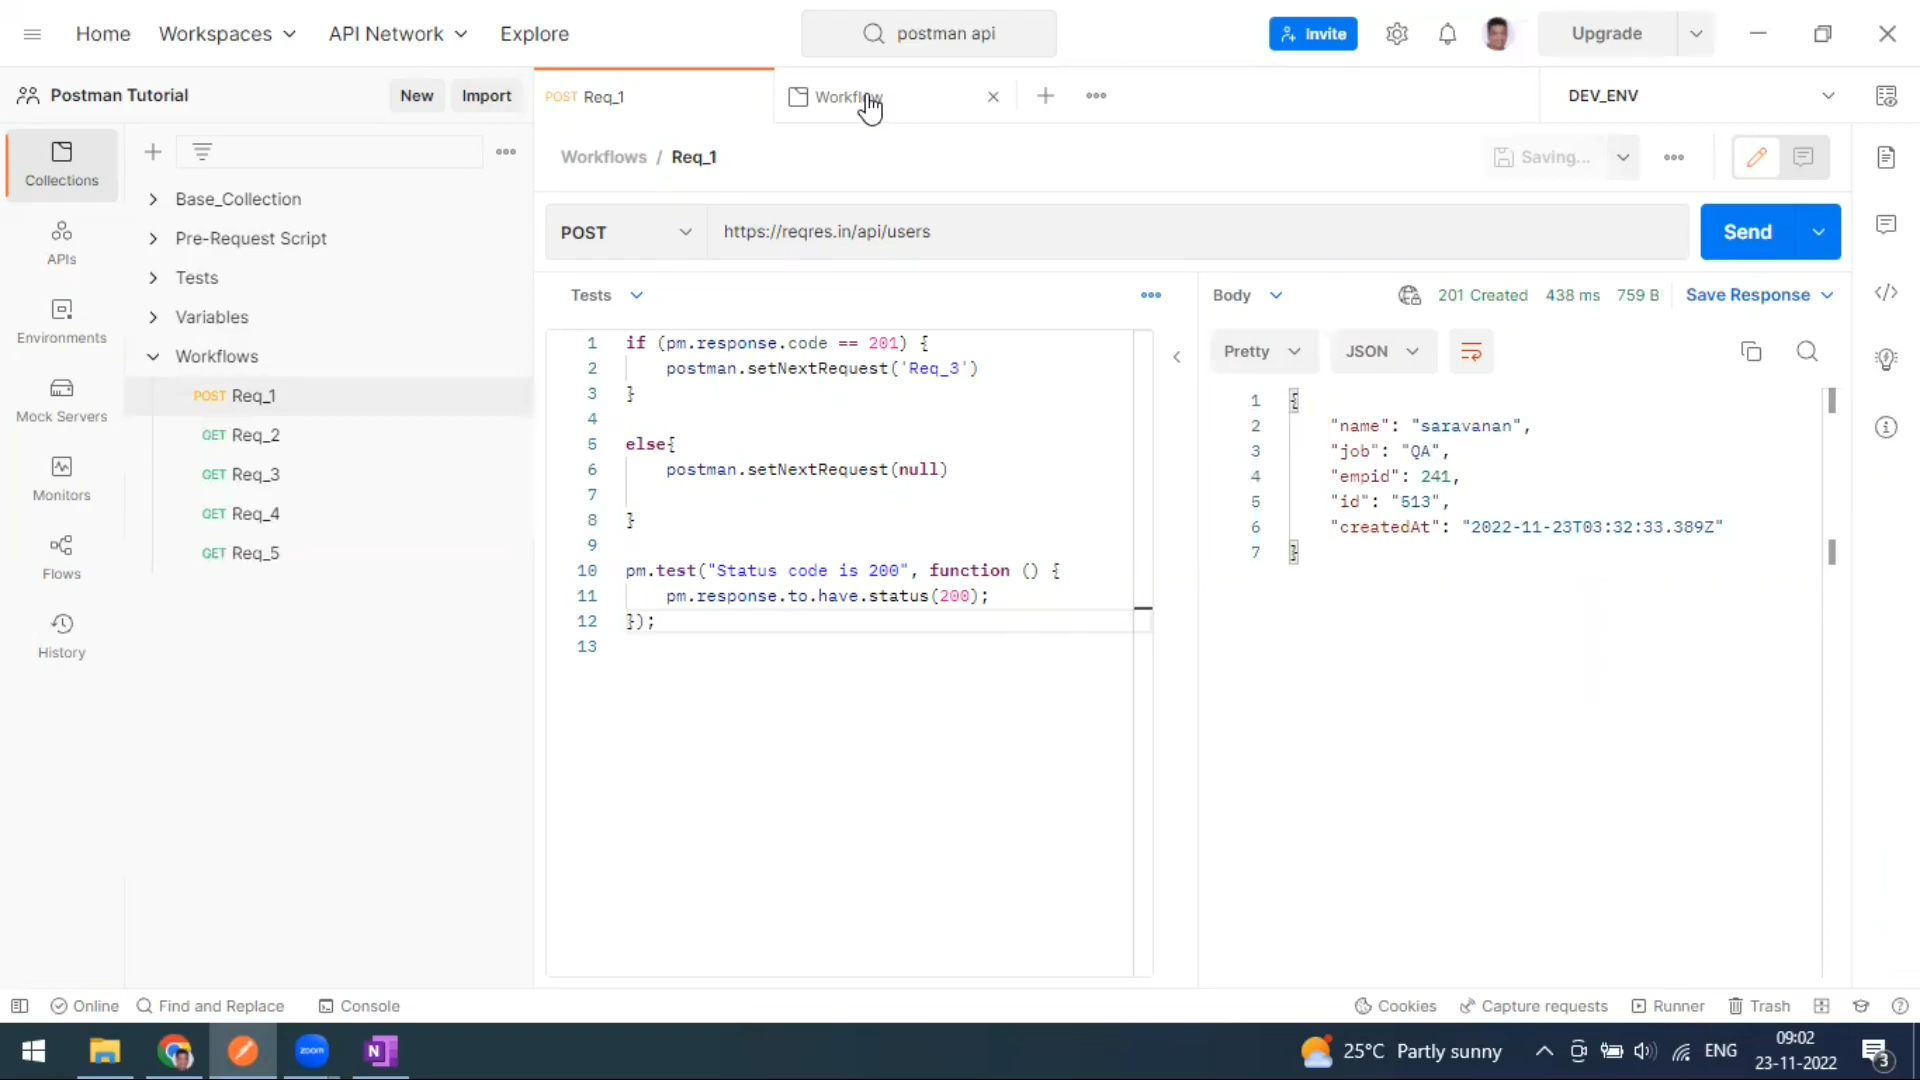 Home Workspaces API Network Explore postman api Invite Upgrade
Postman Tutorial New Import POST Req_1 Workflow DEV_ENV
Collections
APIs
Environments
Mock Servers
Monitors
Flows
History
Base_Collection
Pre-Request Script
Tests
Variables
Workflows
POST Req_1
GET Req_2
GET Req_3
GET Req_4
GET Req_5
Workflows / Req_1 Saving...
POST https://reqres.in/api/users Send
Tests
1 if (pm.response.code == 201) {
2 postman.setNextRequest('Req_3')
3 }
4
5 else{
6 postman.setNextRequest(null)
7
8 }
9
10 pm.test("Status code is 200", function () {
11 pm.response.to.have.status(200);
12 });
13
Body 201 Created 438 ms 759 B Save Response
Pretty JSON
1 {
2 "name": "saravanan",
3 "job": "QA",
4 "empid": 241,
5 "id": "513",
6 "createdAt": "2022-11-23T03:32:33.389Z"
7 }
Online Find and Replace Console Cookies Capture requests Runner Trash
zoom N 25°C Partly sunny ENG 09:02
23-11-2022 3